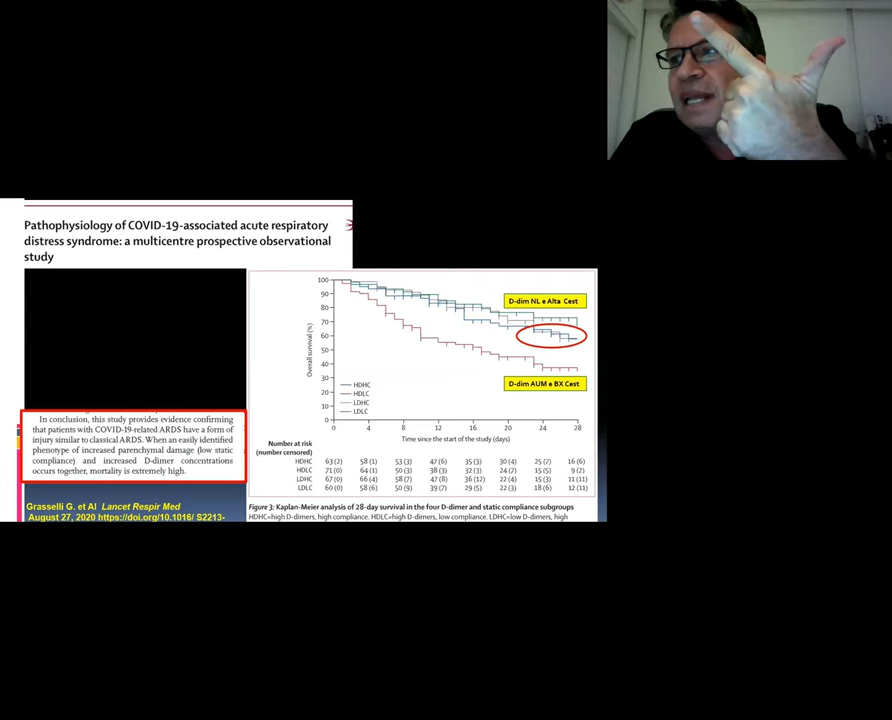 Pathophysiology of COVID-19-associated acute respiratory
distress syndrome: a multicentre prospective observational
study
In conclusion, this study provides evidence confirming
that patients with COVID-19-related ARDS have a form of
injury similar to classical ARDS. When an easily identified
phenotype of increased parenchymal damage (low static
compliance) and increased D-dimer concentrations
occurs together, mortality is extremely high.
Grasselli G. et Al Lancet Respir Med
August 27, 2020 https://doi.org/10.1016/ S2213-
Overall survival (%)
100
90
80
70
60
50
40
30
20
10
0
D-dim NL e Alta Cest
D-dim AUM e BX Cest
HDHC
HDLC
LDHC
LDLC
0 4 8 12 16 20 24 28
Time since the start of the study (days)
Number at risk
(number censored)
HDHC 63 (2) 58 (1) 53 (3) 47 (6) 35 (3) 30 (4) 25 (7) 16 (6)
HDLC 71 (0) 64 (1) 50 (3) 38 (3) 32 (3) 24 (7) 15 (5) 9 (2)
LDHC 67 (0) 66 (4) 58 (7) 47 (8) 36 (12) 22 (4) 15 (3) 11 (11)
LDLC 60 (0) 58 (6) 50 (9) 39 (7) 29 (5) 22 (3) 18 (6) 12 (11)
Figure 3: Kaplan-Meier analysis of 28-day survival in the four D-dimer and static compliance subgroups
HDHC=high D-dimers, high compliance. HDLC=high D-dimers, low compliance. LDHC=low D-dimers, high